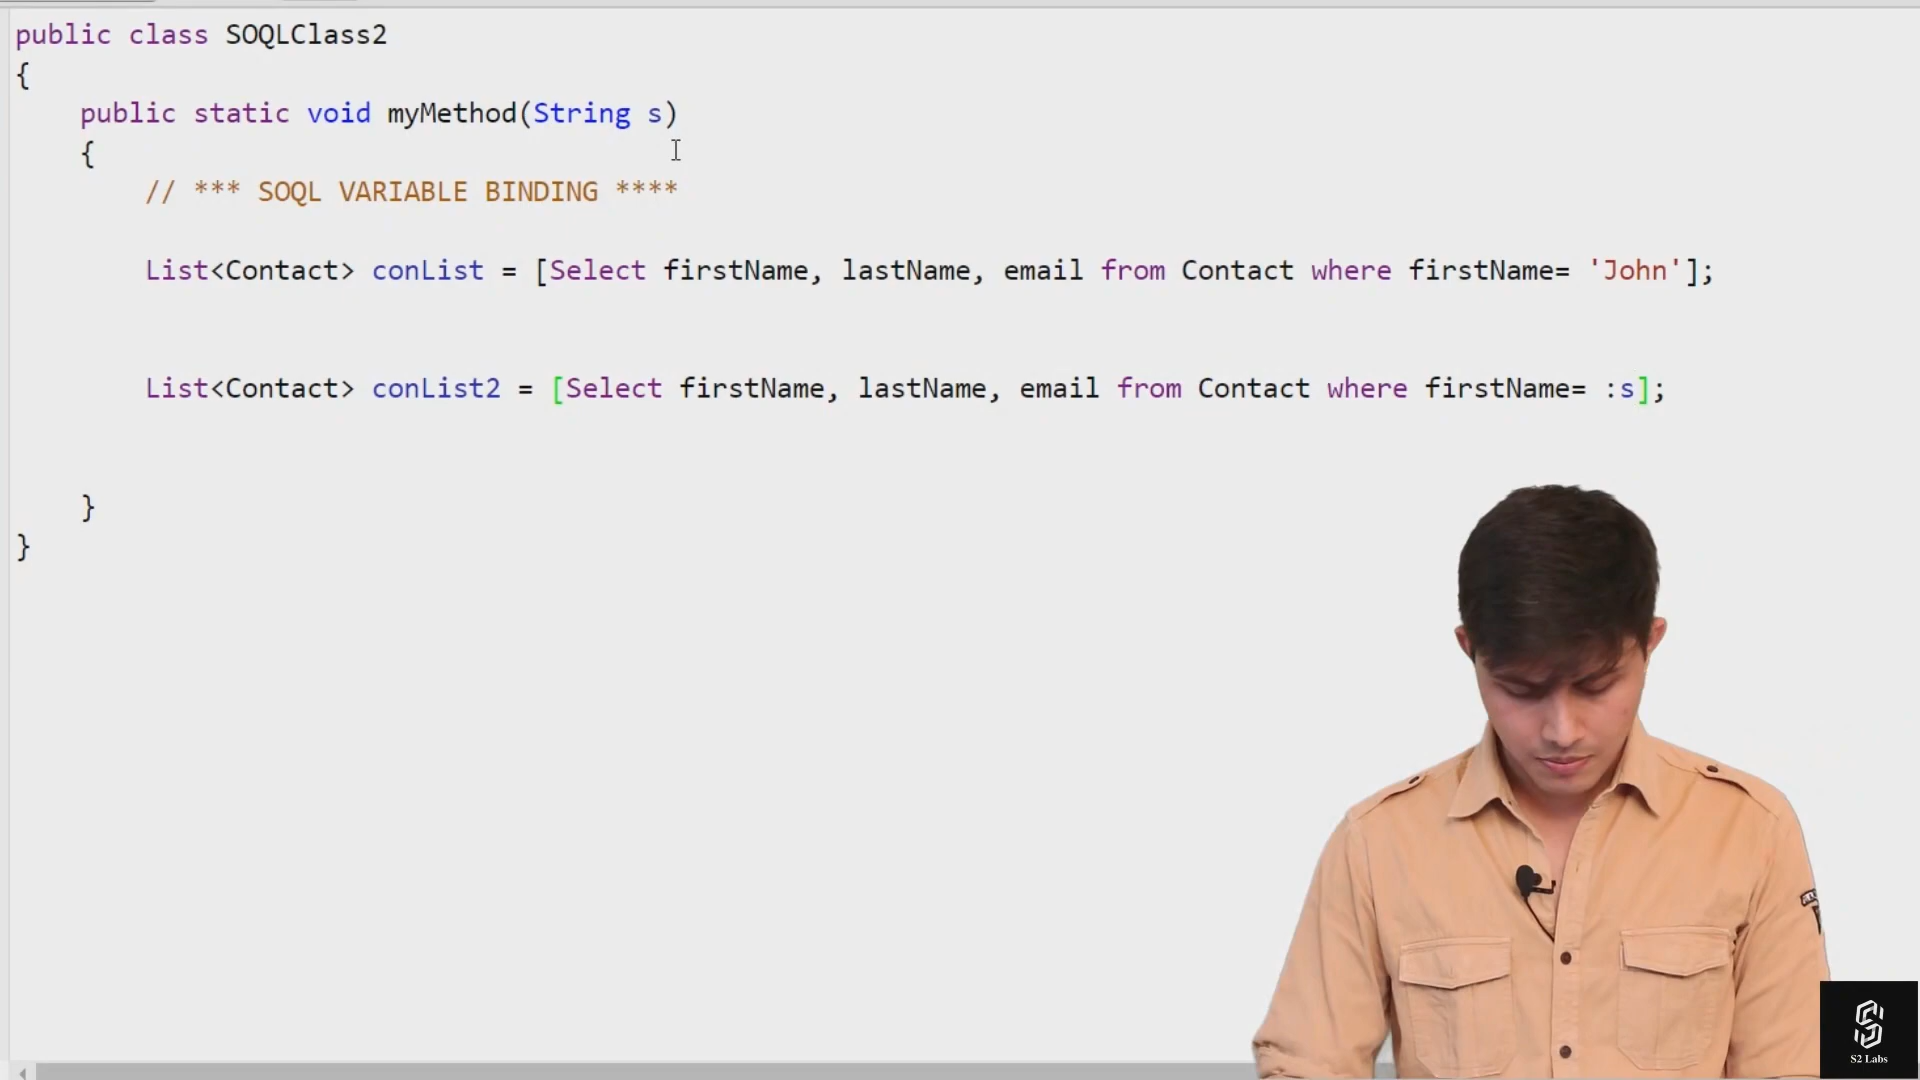 public class SOQLClass2
{
public static void myMethod(String s)
{
// *** SOQL VARIABLE BINDING ****
List<Contact> conList = [Select firstName, lastName, email from Contact where firstName= 'John'];
List<Contact> conList2 = [Select firstName, lastName, email from Contact where firstName= :s];
}
}
S2 Labs